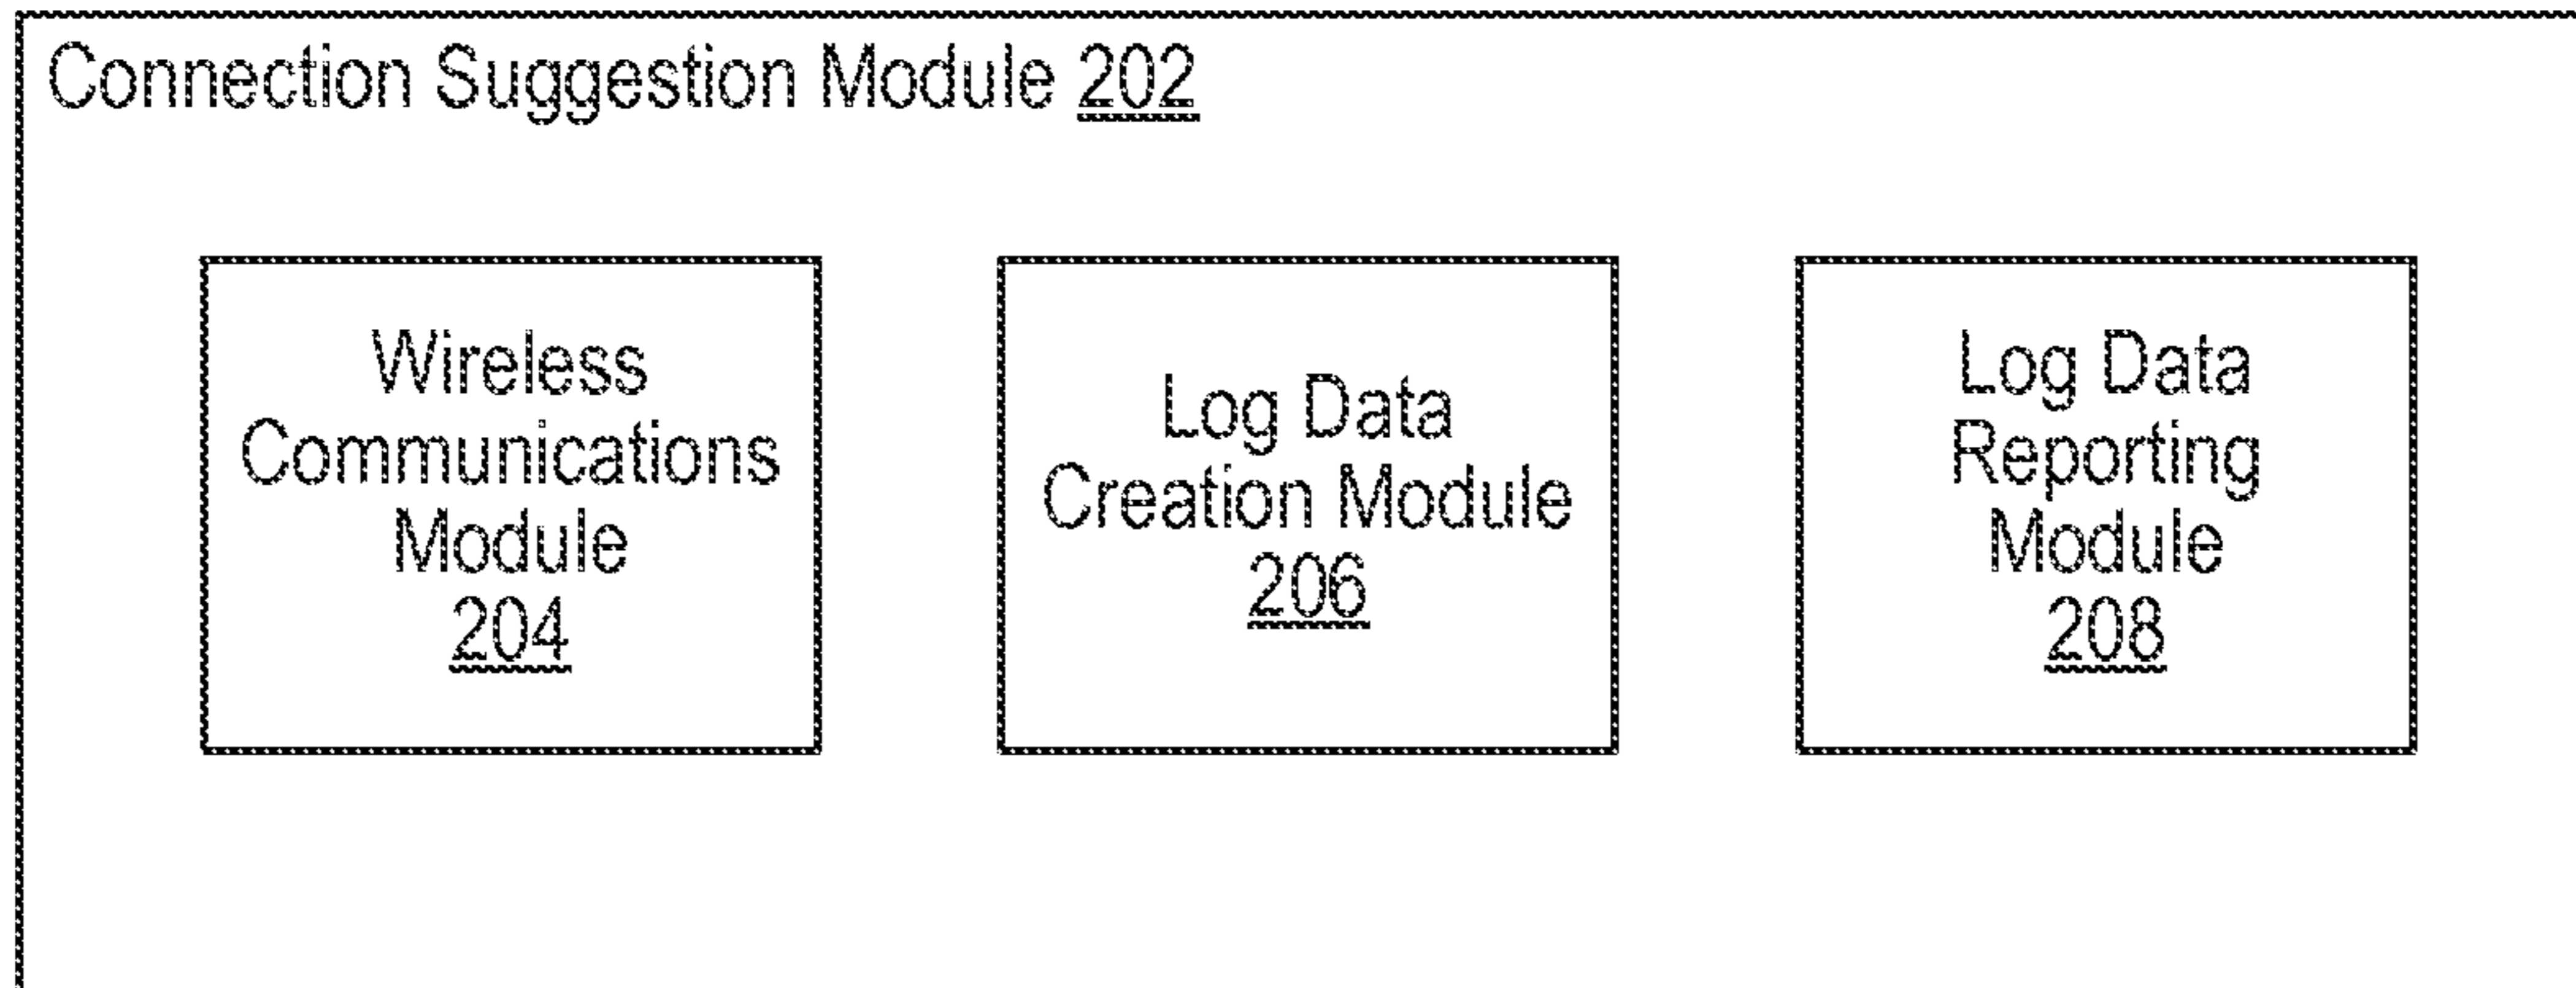 Connection Suggestion Module 202
Wireless
Communications
Module
204
Log Data
Creation Module
206
Log Data
Reporting
Module
208